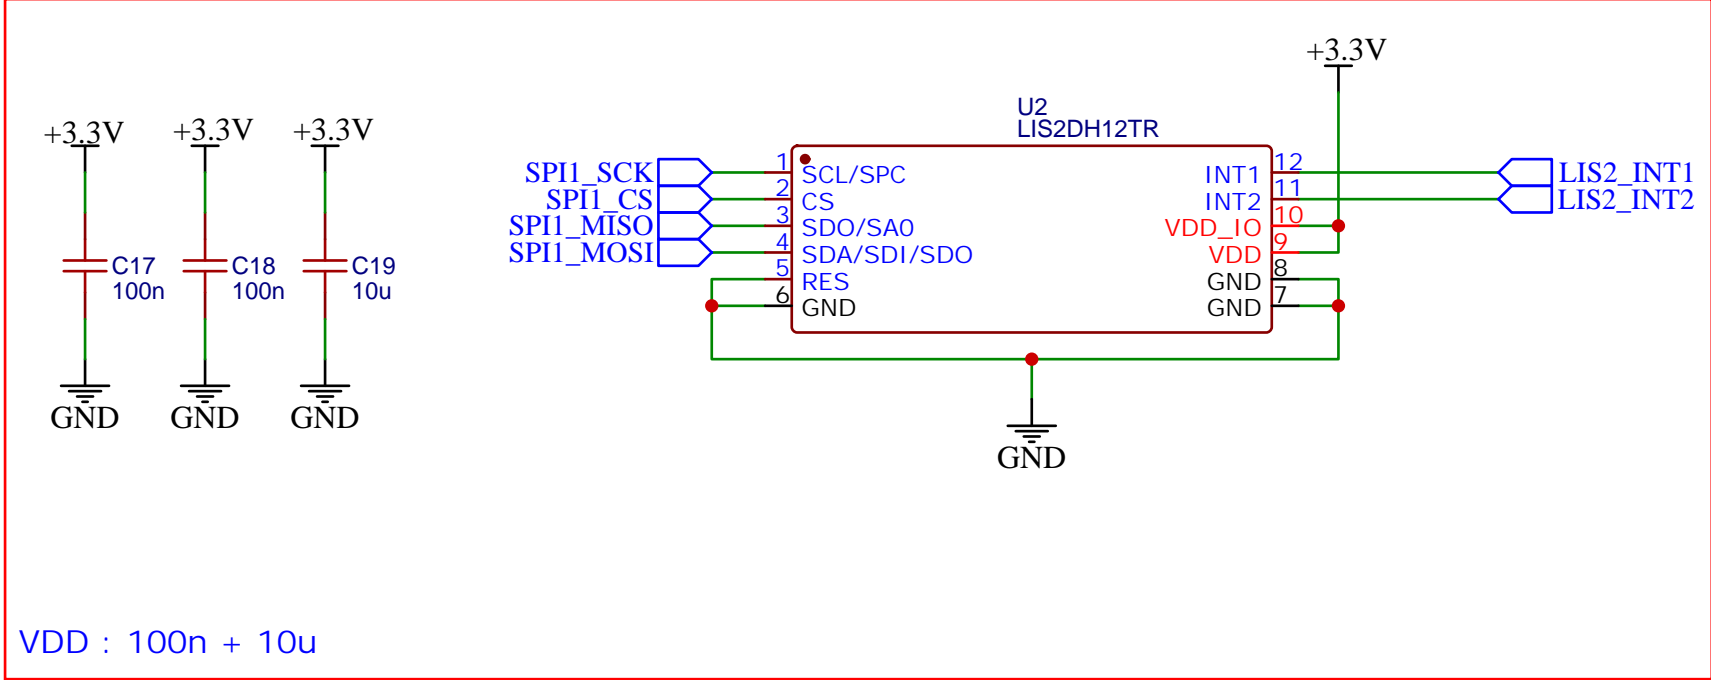 +3.3V
+3.3V
+3.3V
C17
100n
C18
100n
C19
10u
GND
GND
GND
VDD : 100n + 10u
U2
LIS2DH12TR
+3.3V
SPI1_SCK
SPI1_CS
SPI1_MISO
SPI1_MOSI
1
2
3
4
5
6
SCL/SPC
CS
SDO/SA0
SDA/SDI/SDO
RES
GND
INT1
INT2
VDD_IO
VDD
GND
GND
12
11
10
9
8
7
LIS2_INT1
LIS2_INT2
GND